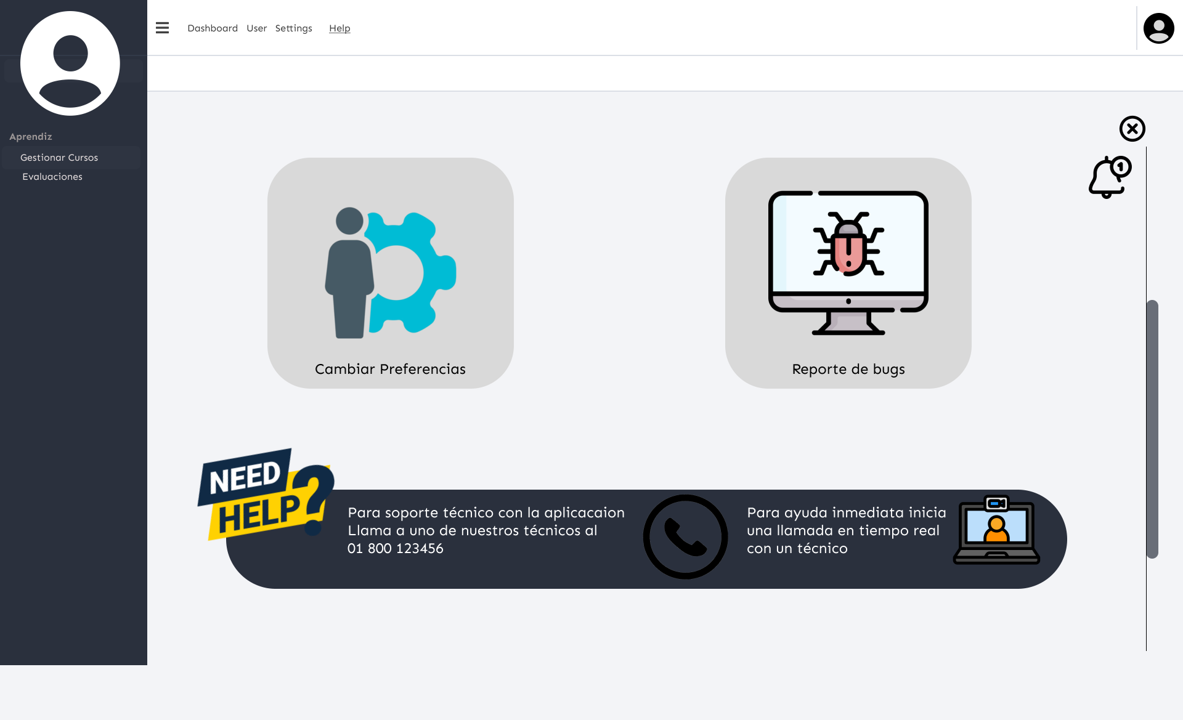 Dashboard User Settings Help
Aprendiz
Gestionar Cursos
Evaluaciones
1
Cambiar Preferencias
Reporte de bugs
NEED
HELP?
Para soporte técnico con la aplicacaion
Llama a uno de nuestros técnicos al
01 800 123456
Para ayuda inmediata inicia
una llamada en tiempo real
con un técnico